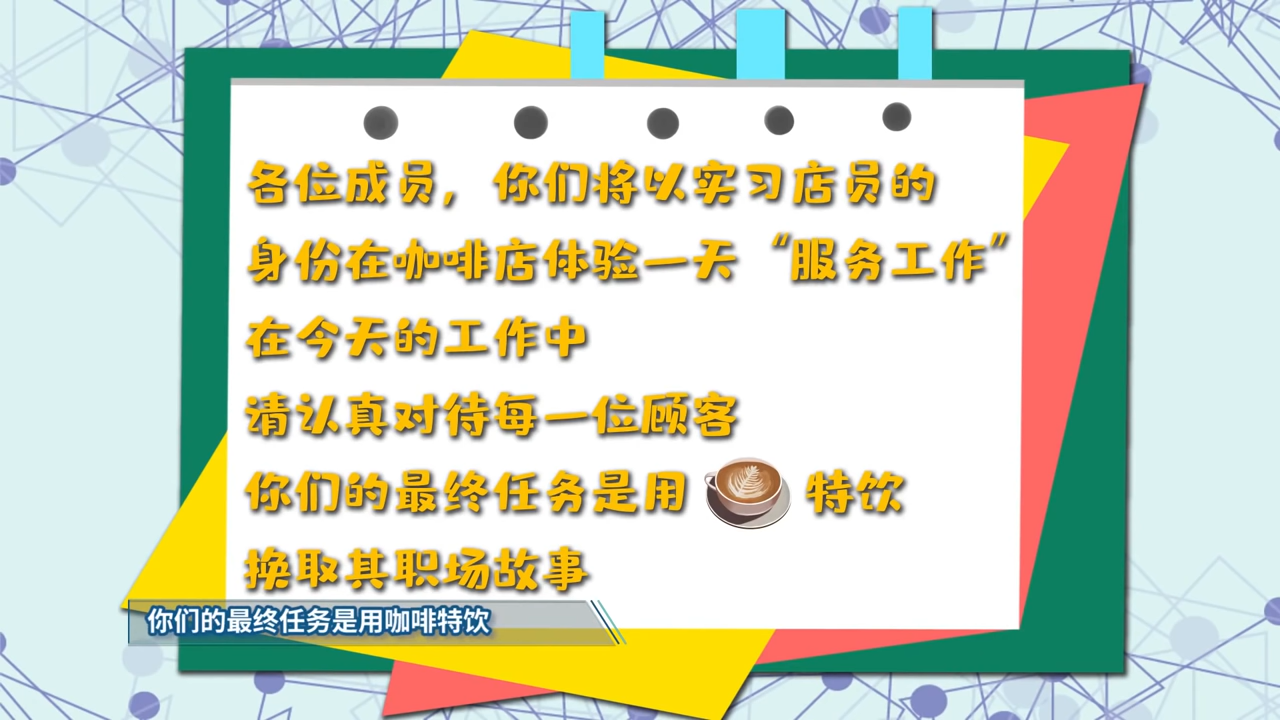 各位成员，你们将以实习店员的
身份在咖啡店体验一天“服务工作”
在今天的工作中
请认真对待每一位顾客
你们的最终任务是用 特饮
换取其职场故事
你们的最终任务是用咖啡特饮